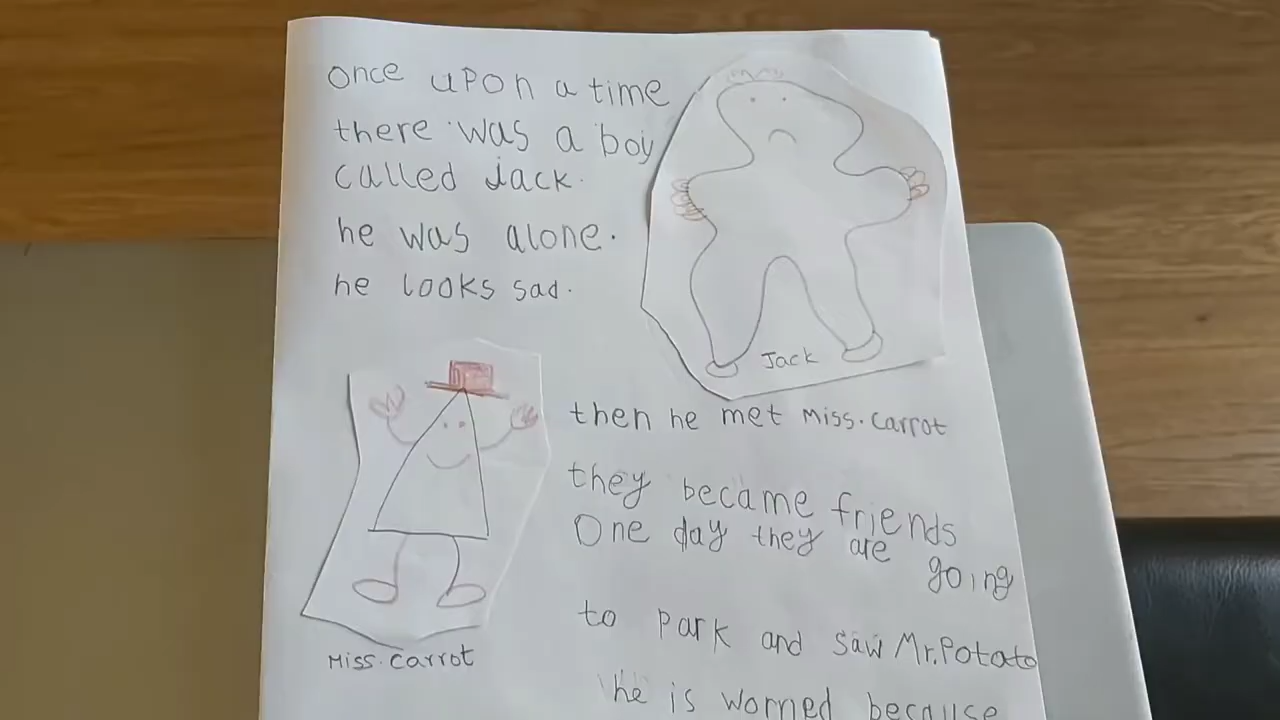 once upon a time
there was a boy
called Jack.
he was alone.
he looks sad.
Jack
then he met Miss.Carrot
they became friends
One day they are going
to park and saw Mr.Potato
he is worried because
Miss.Carrot